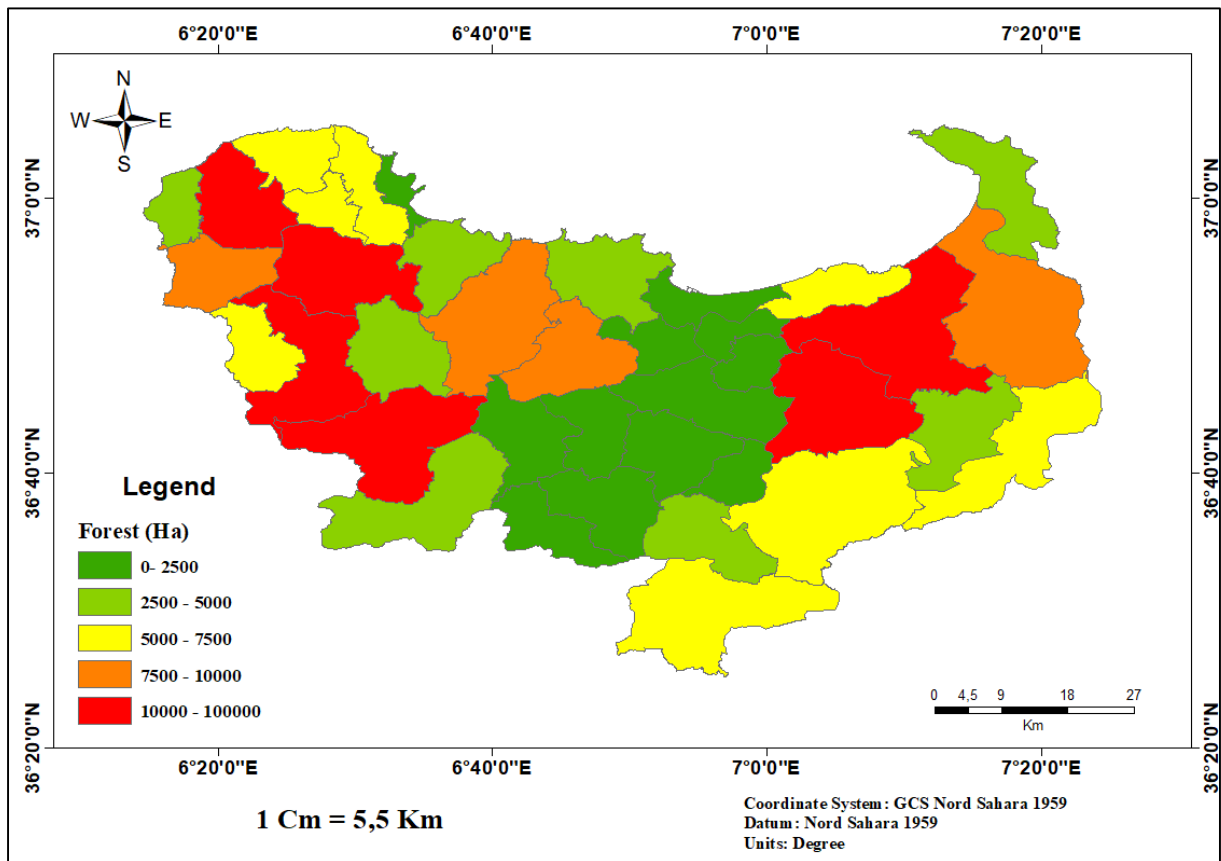 6°20'0"E 6°40'0"E 7°0'0"E 7°20'0"E
N
W E
S
37°0'0"N
37°0'0"N
36°40'0"N
36°40'0"N
36°20'0"N
36°20'0"N
Legend
Forest (Ha)
0- 2500
2500 - 5000
5000 - 7500
7500 - 10000
10000 - 100000
0 4,5 9 18 27
Km
6°20'0"E 6°40'0"E 7°0'0"E 7°20'0"E
1 Cm = 5,5 Km
Coordinate System: GCS Nord Sahara 1959
Datum: Nord Sahara 1959
Units: Degree